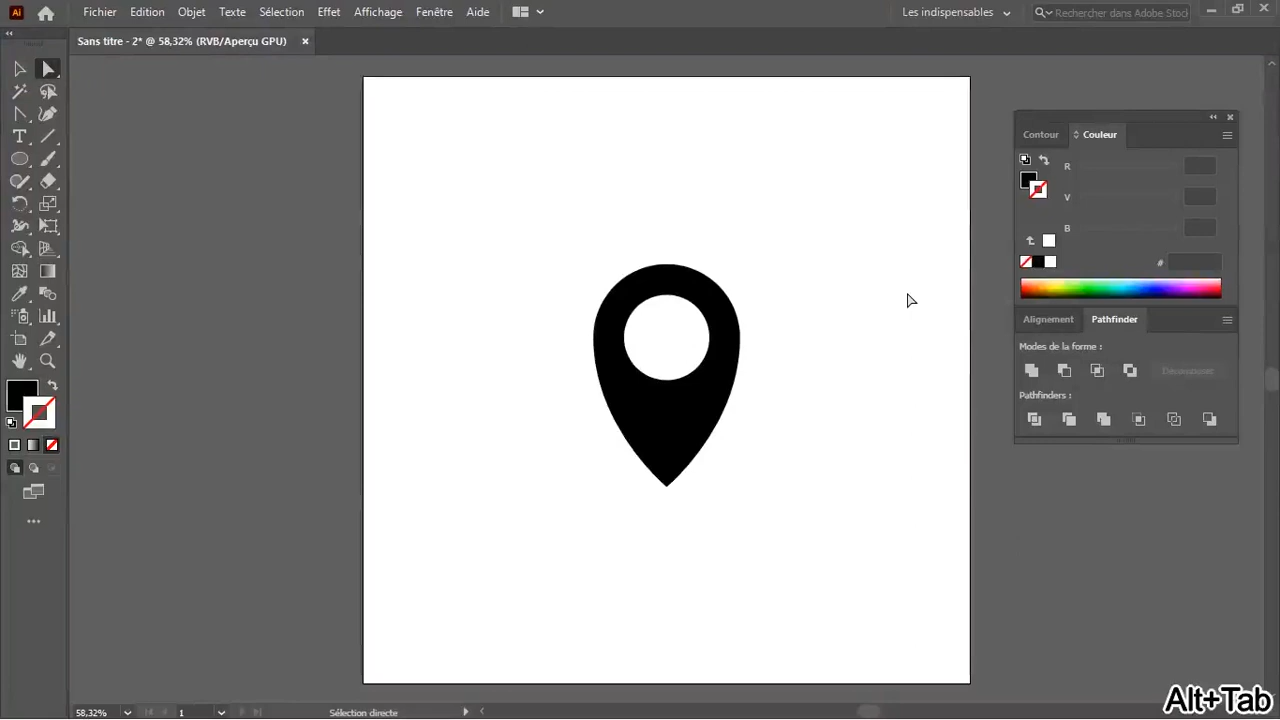 Ai Fichier Edition Objet Texte Sélection Effet Affichage Fenêtre Aide Les indispensables Rechercher dans Adobe Stock
Sans titre - 2* @ 58,32% (RVB/Aperçu GPU)
Contour Couleur
R
V
B
#
Alignement Pathfinder
Modes de la forme :
Décomposer
Pathfinders :
58,32% 1 Sélection directe
Alt+Tab